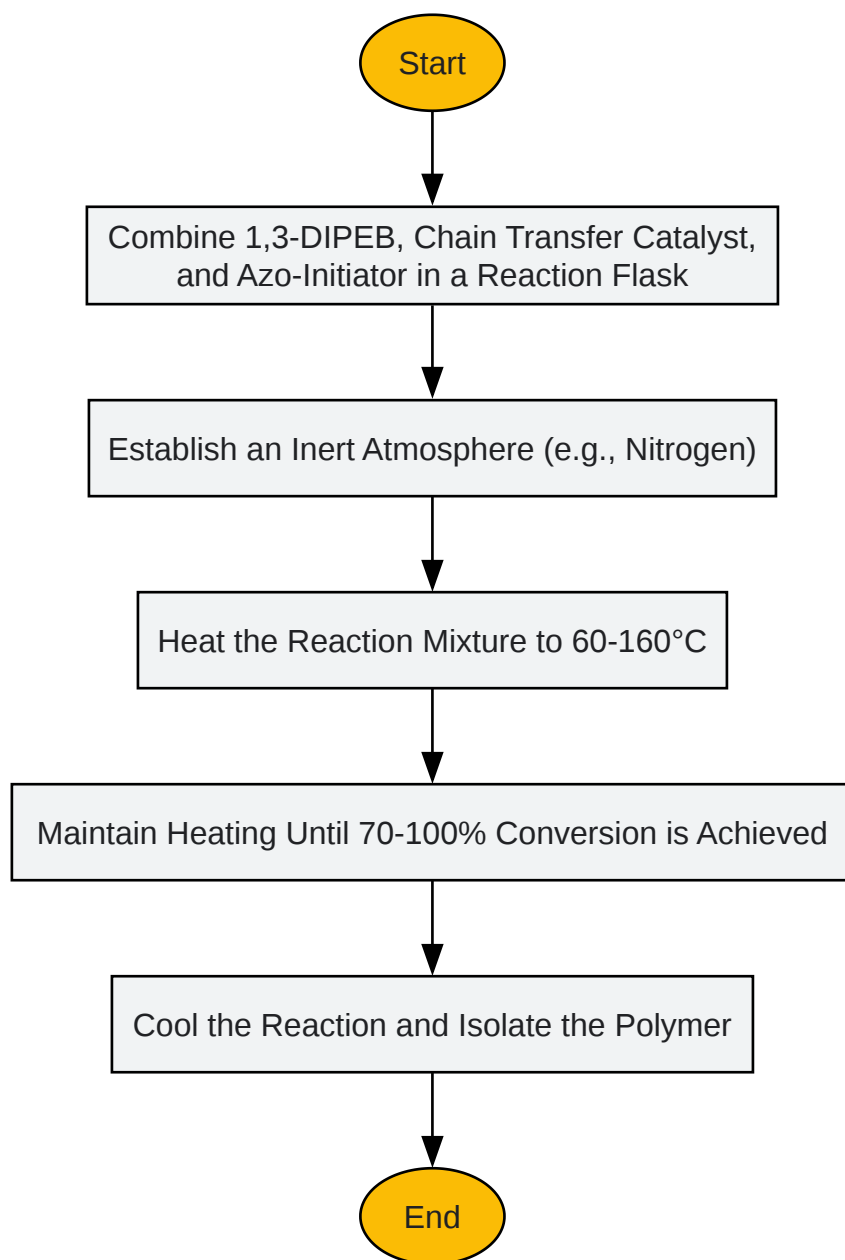 Start
Combine 1,3-DIPEB, Chain Transfer Catalyst,
and Azo-Initiator in a Reaction Flask
Establish an Inert Atmosphere (e.g., Nitrogen)
Heat the Reaction Mixture to 60-160°C
Maintain Heating Until 70-100% Conversion is Achieved
Cool the Reaction and Isolate the Polymer
End